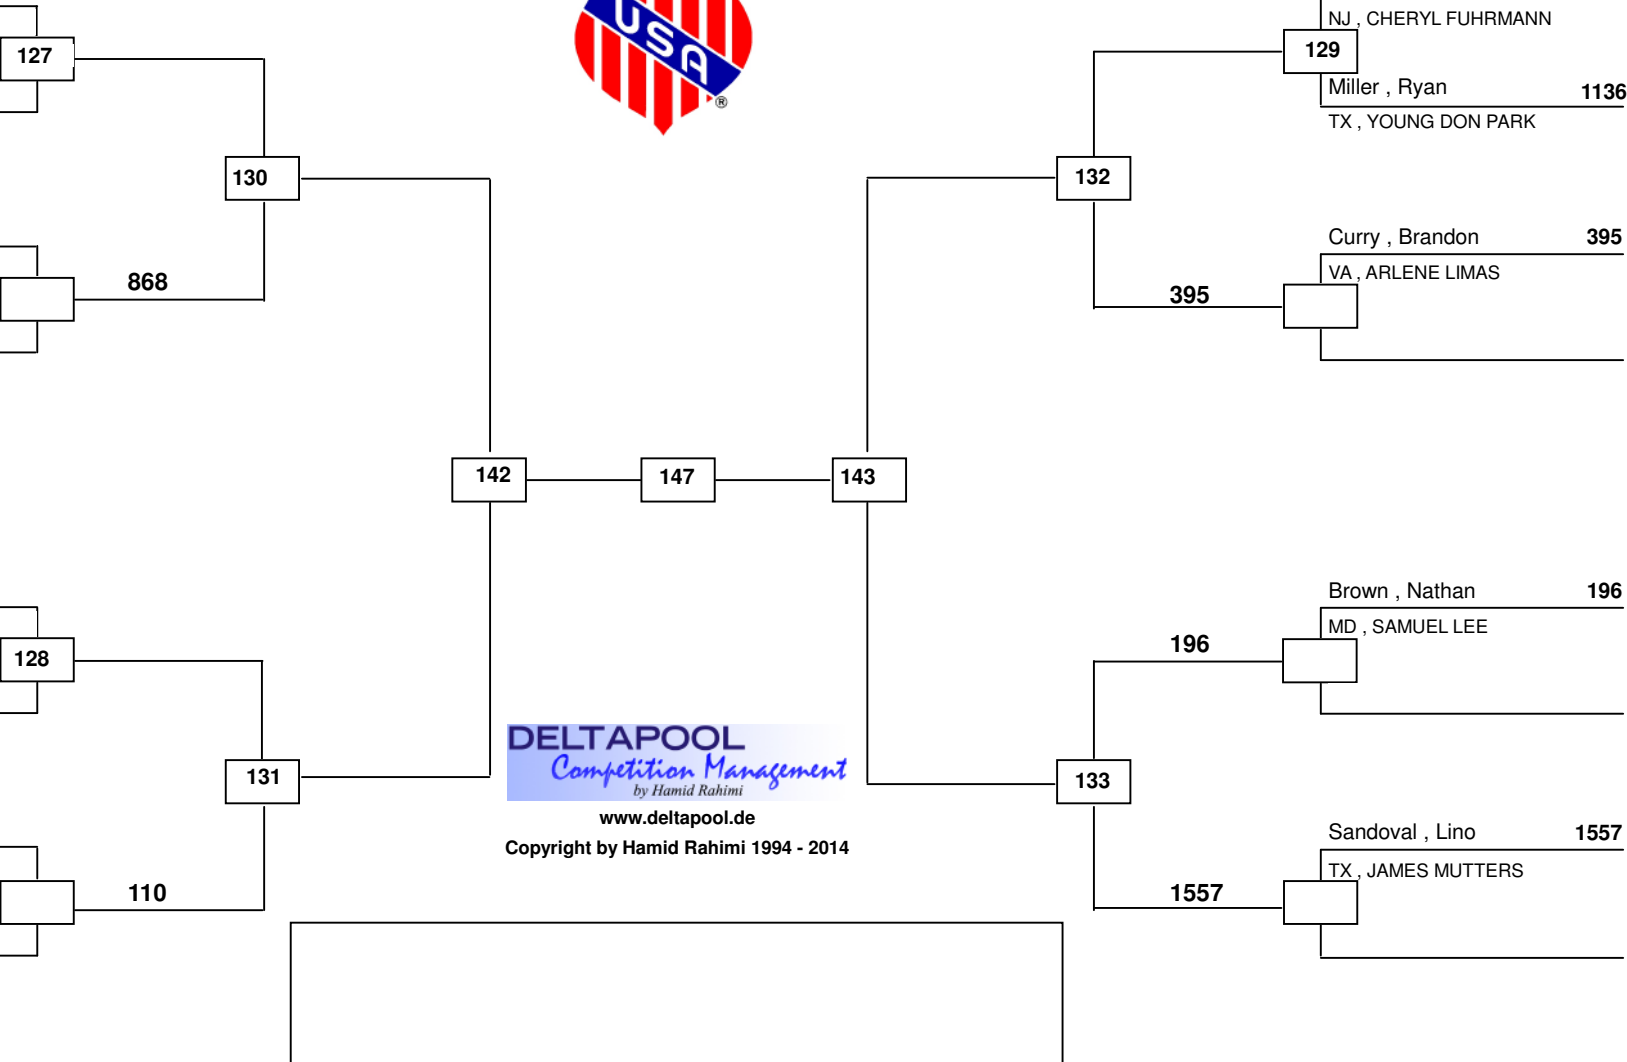 USA
®
NJ , CHERYL FUHRMANN
127
129
Miller , Ryan 1136
TX , YOUNG DON PARK
130
132
Curry , Brandon 395
VA , ARLENE LIMAS
868
395
142
147
143
Brown , Nathan 196
MD , SAMUEL LEE
196
128
DELTAPOOL
Competition Management
by Hamid Rahimi
131
133
www.deltapool.de
Copyright by Hamid Rahimi 1994 - 2014
Sandoval , Lino 1557
TX , JAMES MUTTERS
110
1557